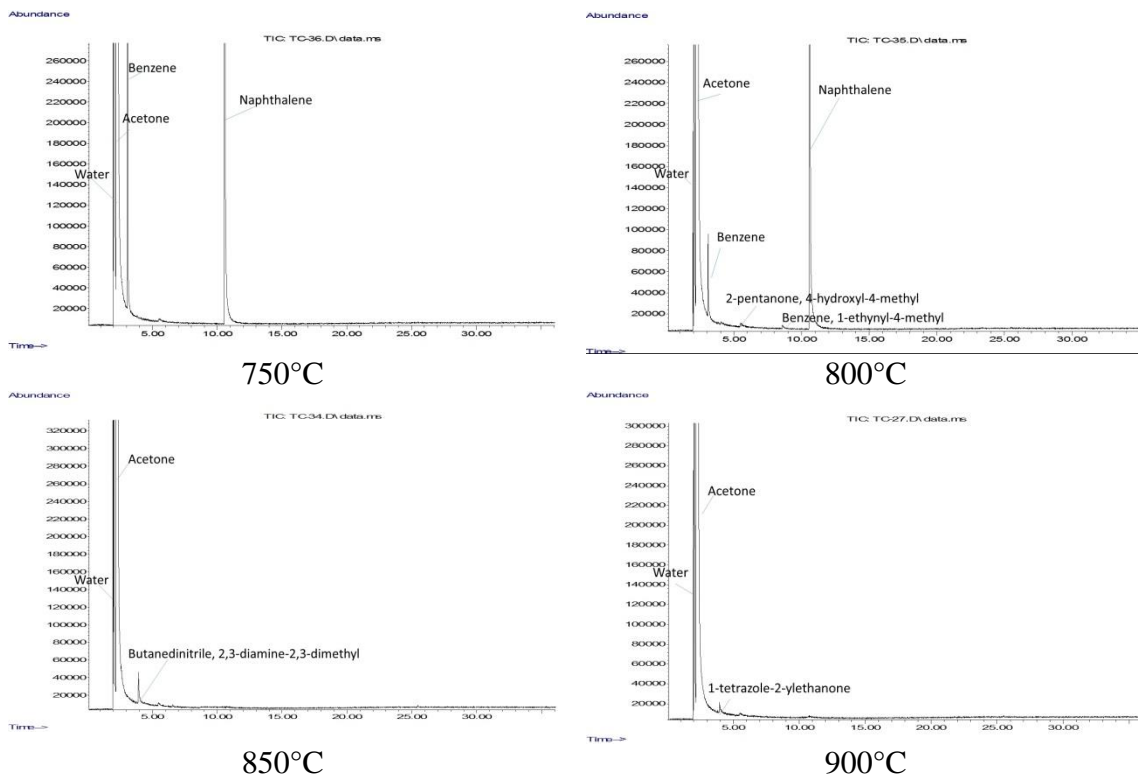 Abundance
TIC: TC-36.D\data.ms
260000
240000
220000
200000
180000
160000
140000
120000
100000
80000
60000
40000
20000
Benzene
Acetone
Water
Naphthalene
5.00 10.00 15.00 20.00 25.00 30.00
Time-->
750°C
Abundance
TIC: TC-35.D\data.ms
260000
240000
220000
200000
180000
160000
140000
120000
100000
80000
60000
40000
20000
Acetone
Naphthalene
Water
Benzene
2-pentanone, 4-hydroxyl-4-methyl
Benzene, 1-ethynyl-4-methyl
5.00 10.00 15.00 20.00 25.00 30.00
Time-->
800°C
Abundance
TIC: TC-34.D\data.ms
320000
300000
280000
260000
240000
220000
200000
180000
160000
140000
120000
100000
80000
60000
40000
20000
Acetone
Water
Butanedinitrile, 2,3-diamine-2,3-dimethyl
5.00 10.00 15.00 20.00 25.00 30.00 35.00
Time-->
850°C
Abundance
TIC: TC-27.D\data.ms
300000
280000
260000
240000
220000
200000
180000
160000
140000
120000
100000
80000
60000
40000
20000
Acetone
Water
1-tetrazole-2-ylethanone
5.00 10.00 15.00 20.00 25.00 30.00
Time-->
900°C